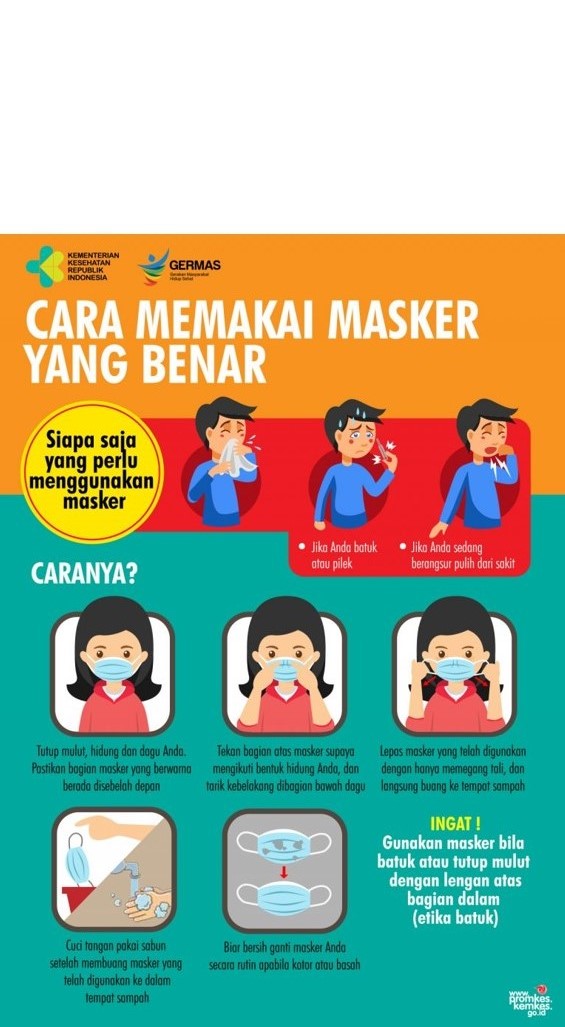 KEMENTERIAN
KESEHATAN
REPUBLIK
INDONESIA
GERMAS
Gerakan Masyarakat
Hidup Sehat
CARA MEMAKAI MASKER
YANG BENAR
Siapa saja
yang perlu
menggunakan
masker
Jika Anda batuk
atau pilek
Jika Anda sedang
berangsur pulih dari sakit
CARANYA?
Tutup mulut, hidung dan dagu Anda.
Pastikan bagian masker yang berwarna
berada disebelah depan
Tekan bagian atas masker supaya
mengikuti bentuk hidung Anda, dan
tarik kebelakang dibagian bawah dagu
Lepas masker yang telah digunakan
dengan hanya memegang tali, dan
langsung buang ke tempat sampah
Cuci tangan pakai sabun
setelah membuang masker yang
telah digunakan ke dalam
tempat sampah
Biar bersih ganti masker Anda
secara rutin apabila kotor atau basah
INGAT !
Gunakan masker bila
batuk atau tutup mulut
dengan lengan atas
bagian dalam
(etika batuk)
www.
promkes.
kemkes.
go.id